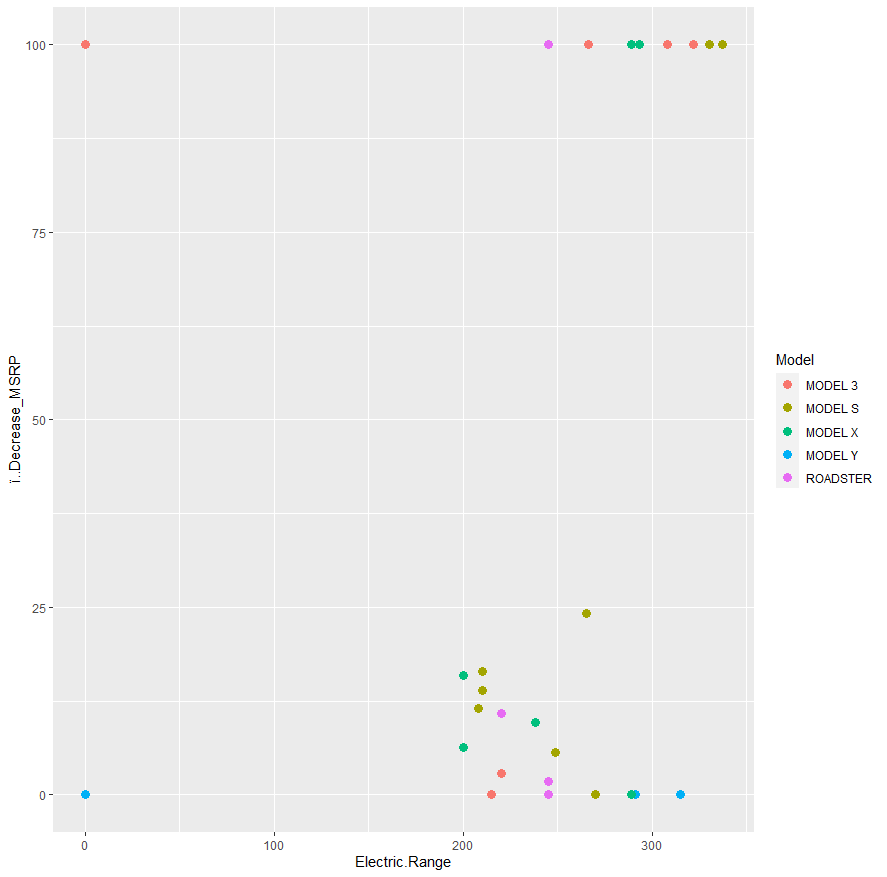 100
75
50
25
0
ï..Decrease_MSRP
0
100
200
300
Electric.Range
Model
MODEL 3
MODEL S
MODEL X
MODEL Y
ROADSTER